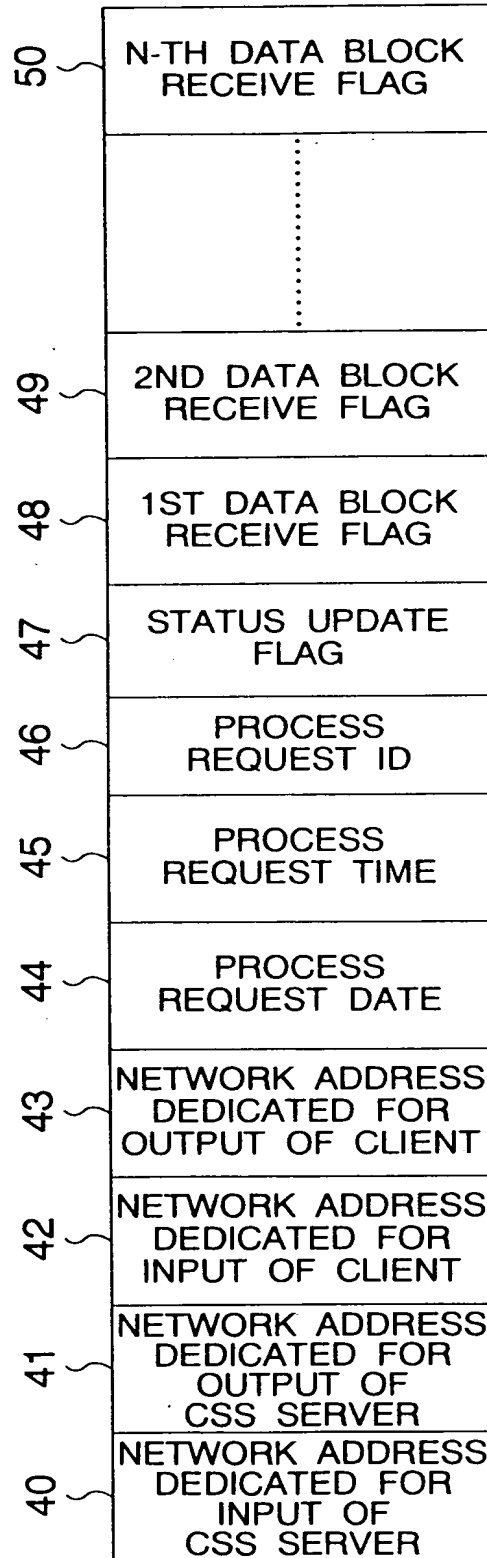 50
N-TH DATA BLOCK
RECEIVE FLAG
49
2ND DATA BLOCK
RECEIVE FLAG
48
1ST DATA BLOCK
RECEIVE FLAG
47
STATUS UPDATE
FLAG
46
PROCESS
REQUEST ID
45
PROCESS
REQUEST TIME
44
PROCESS
REQUEST DATE
43
NETWORK ADDRESS
DEDICATED FOR
OUTPUT OF CLIENT
42
NETWORK ADDRESS
DEDICATED FOR
INPUT OF CLIENT
41
NETWORK ADDRESS
DEDICATED FOR
OUTPUT OF
CSS SERVER
40
NETWORK ADDRESS
DEDICATED FOR
INPUT OF
CSS SERVER